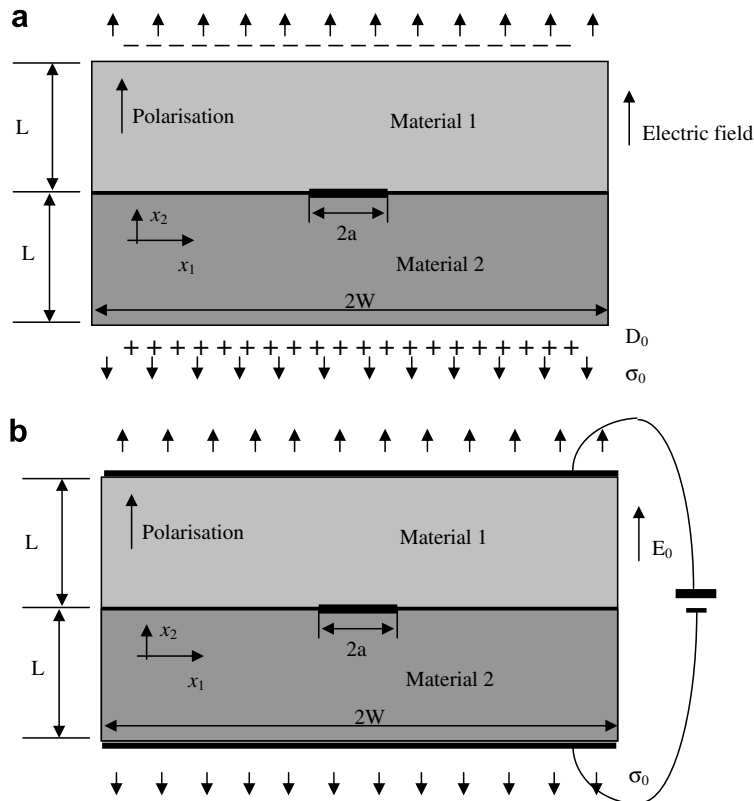 a
L
Polarisation
Material 1
Electric field
x₂
x₁
2a
L
Material 2
2W
+ + + + + + + + + + + + + + + + + + + +
D₀
σ₀
b
L
Polarisation
Material 1
E₀
x₂
x₁
2a
L
Material 2
2W
σ₀